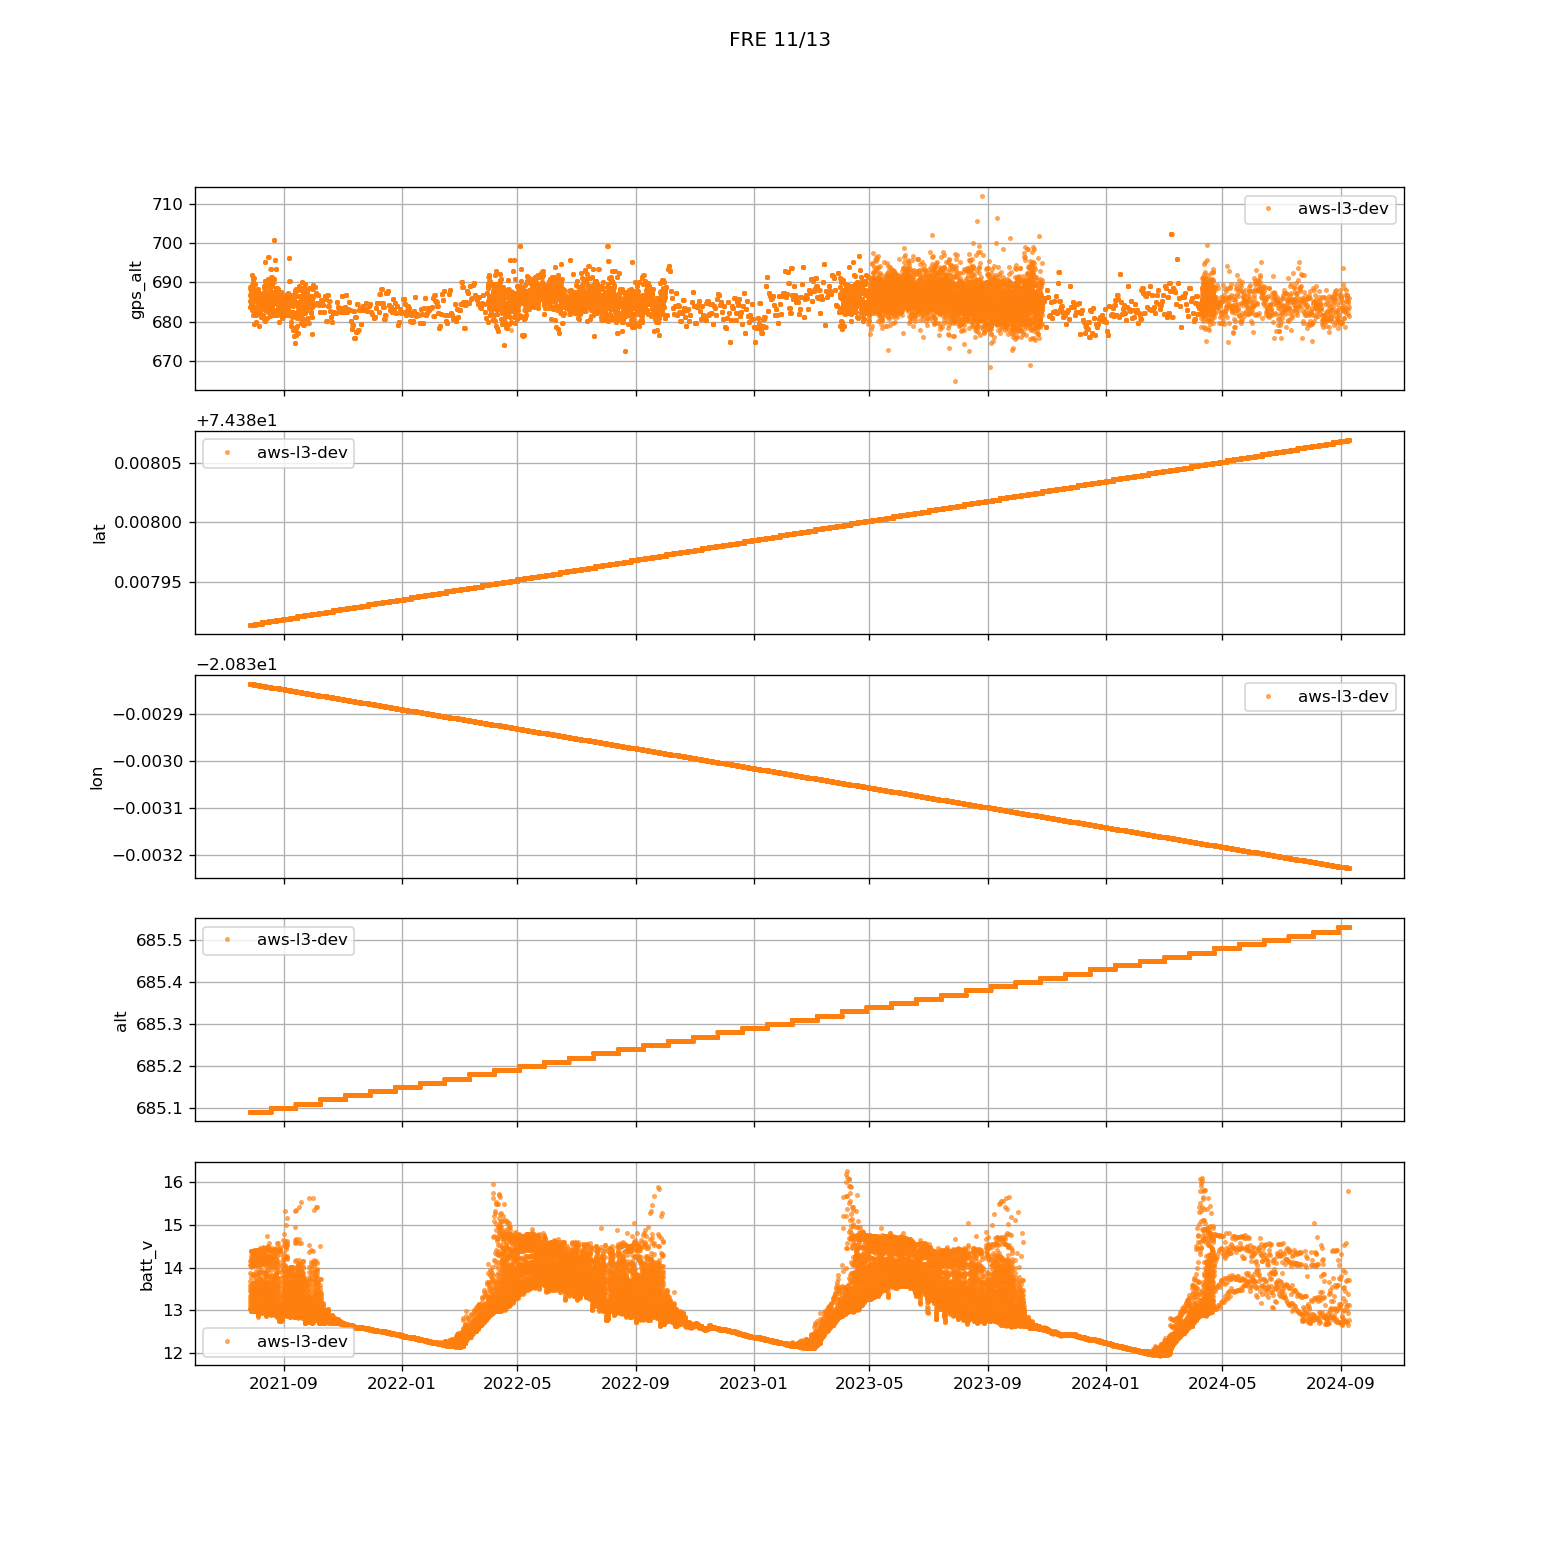 FRE 11/13
710
700
690
680
670
gps_alt
aws-l3-dev
+7.438e1
0.00805
0.00800
0.00795
lat
aws-l3-dev
−2.083e1
−0.0029
−0.0030
−0.0031
−0.0032
lon
aws-l3-dev
685.5
685.4
685.3
685.2
685.1
alt
aws-l3-dev
16
15
14
13
12
batt_v
aws-l3-dev
2021-09 2022-01 2022-05 2022-09 2023-01 2023-05 2023-09 2024-01 2024-05 2024-09